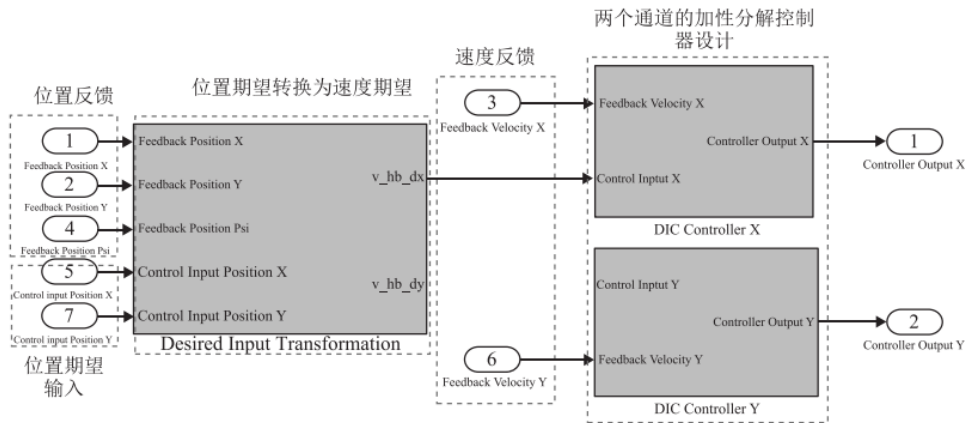 两个通道的加性分解控制
器设计
速度反馈
位置期望转换为速度期望
位置反馈
1
Feedback Position X
2
Feedback Position Y
4
Feedback Position Psi
5
Control input Position X
7
Control input Position Y
位置期望
输入
Feedback Position X
Feedback Position Y
Feedback Position Psi
Control Input Position X
Control Input Position Y
v_hb_dx
v_hb_dy
Desired Input Transformation
3
Feedback Velocity X
6
Feedback Velocity Y
Feedback Velocity X
Control Inptut X
Controller Output X
DIC Controller X
Control Inptut Y
Feedback Velocity Y
Controller Output Y
DIC Controller Y
1
Controller Output X
2
Controller Output Y